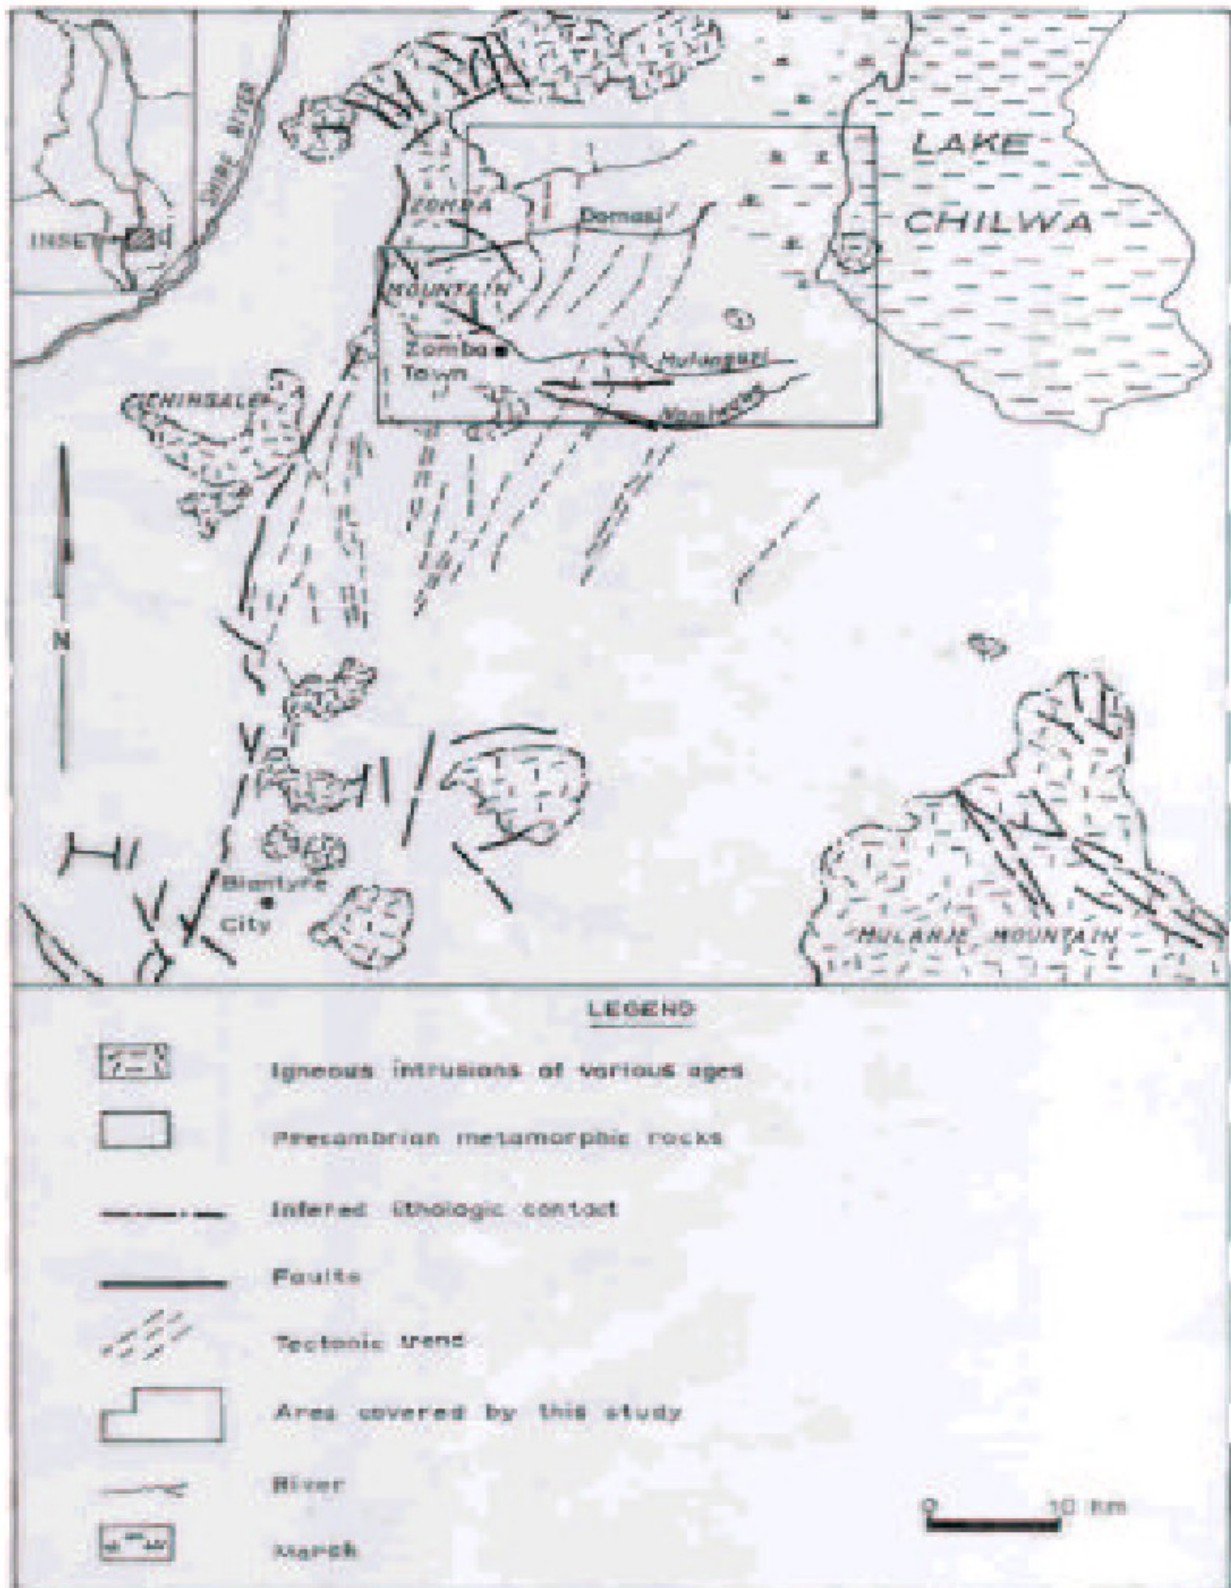 SHIRE RIVER
INSET
LAKE
CHILWA
ZOMBA
MOUNTAIN
Domasi
Zomba
Town
Mulunguzi
CHINGALE
N
Blantyre
City
MULANJE MOUNTAIN
LEGEND
Igneous intrusions of various ages
Precambrian metamorphic rocks
Infered lithologic contact
Faults
Tectonic trend
Area covered by this study
River
Marsh
0 10 km